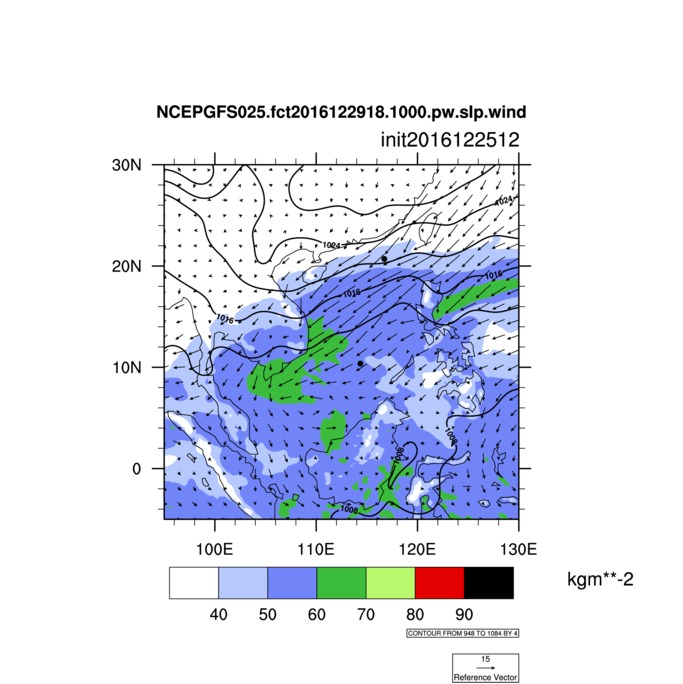 NCEPGFS025.fct2016122918.1000.pw.slp.wind
init2016122512
30N
1024
1024
20N
1016
1016
1016
10N
1008
1008
0
1008
100E 110E 120E 130E
kgm**-2
40 50 60 70 80 90
CONTOUR FROM 948 TO 1084 BY 4
15
Reference Vector